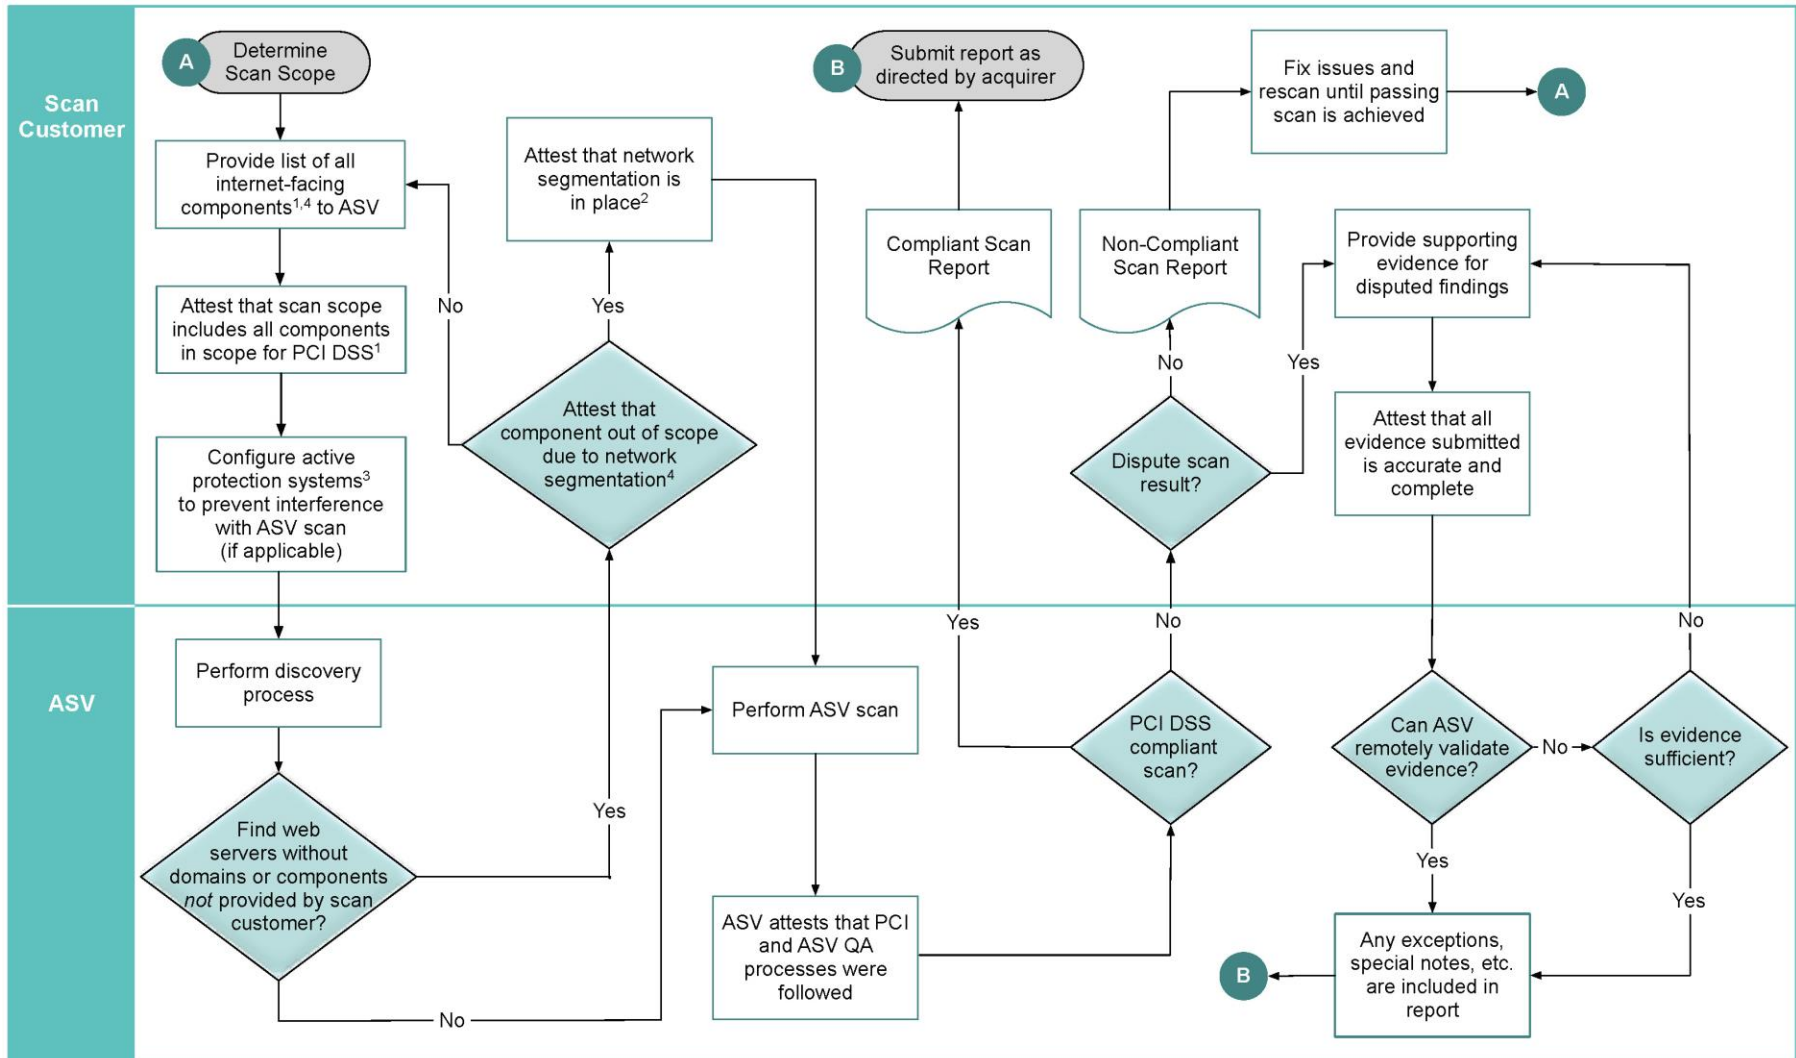 Scan
Customer
A
Determine
Scan Scope
Provide list of all
internet-facing
components1,4 to ASV
Attest that scan scope
includes all components
in scope for PCI DSS1
Configure active
protection systems3
to prevent interference
with ASV scan
(if applicable)
Attest that network
segmentation is
in place2
No
Yes
Attest that
component out of scope
due to network
segmentation4
B
Submit report as
directed by acquirer
Compliant Scan
Report
Non-Compliant
Scan Report
Fix issues and
rescan until passing
scan is achieved
A
Provide supporting
evidence for
disputed findings
No
Yes
Dispute scan
result?
Attest that all
evidence submitted
is accurate and
complete
ASV
Perform discovery
process
Find web
servers without
domains or components
not provided by scan
customer?
Yes
No
Perform ASV scan
ASV attests that PCI
and ASV QA
processes were
followed
Yes
No
PCI DSS
compliant
scan?
Can ASV
remotely validate
evidence?
No
Is evidence
sufficient?
No
Yes
Yes
Any exceptions,
special notes, etc.
are included in
report
B